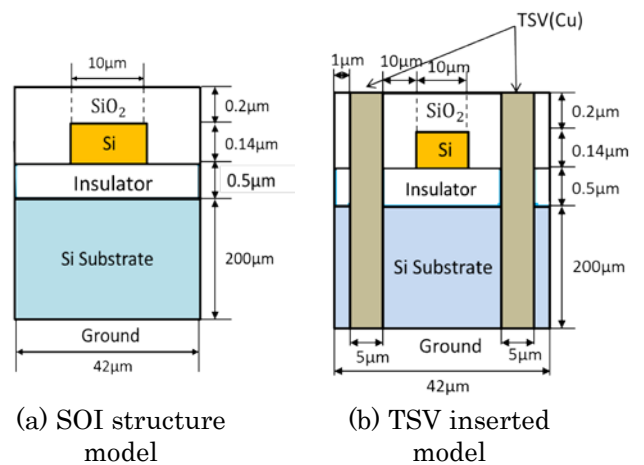 10μm
SiO₂
Si
Insulator
Si Substrate
Ground
42μm
0.2μm
0.14μm
0.5μm
200μm
(a) SOI structure
model
TSV(Cu)
1μm
10μm
10μm
SiO₂
Si
Insulator
Si Substrate
5μm
Ground
5μm
42μm
0.2μm
0.14μm
0.5μm
200μm
(b) TSV inserted
model